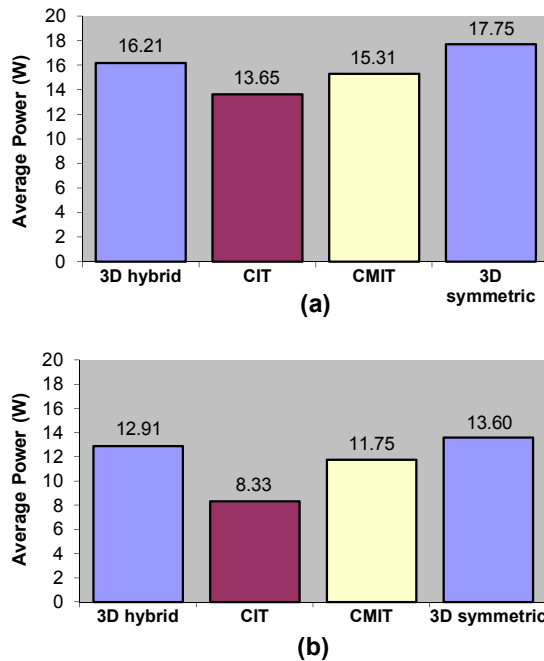 Average Power (W)
20
18
16
14
12
10
8
6
4
2
0
16.21
13.65
15.31
17.75
3D hybrid
CIT
CMIT
3D
symmetric
(a)
Average Power (W)
20
18
16
14
12
10
8
6
4
2
0
12.91
8.33
11.75
13.60
3D hybrid
CIT
CMIT
3D symmetric
(b)